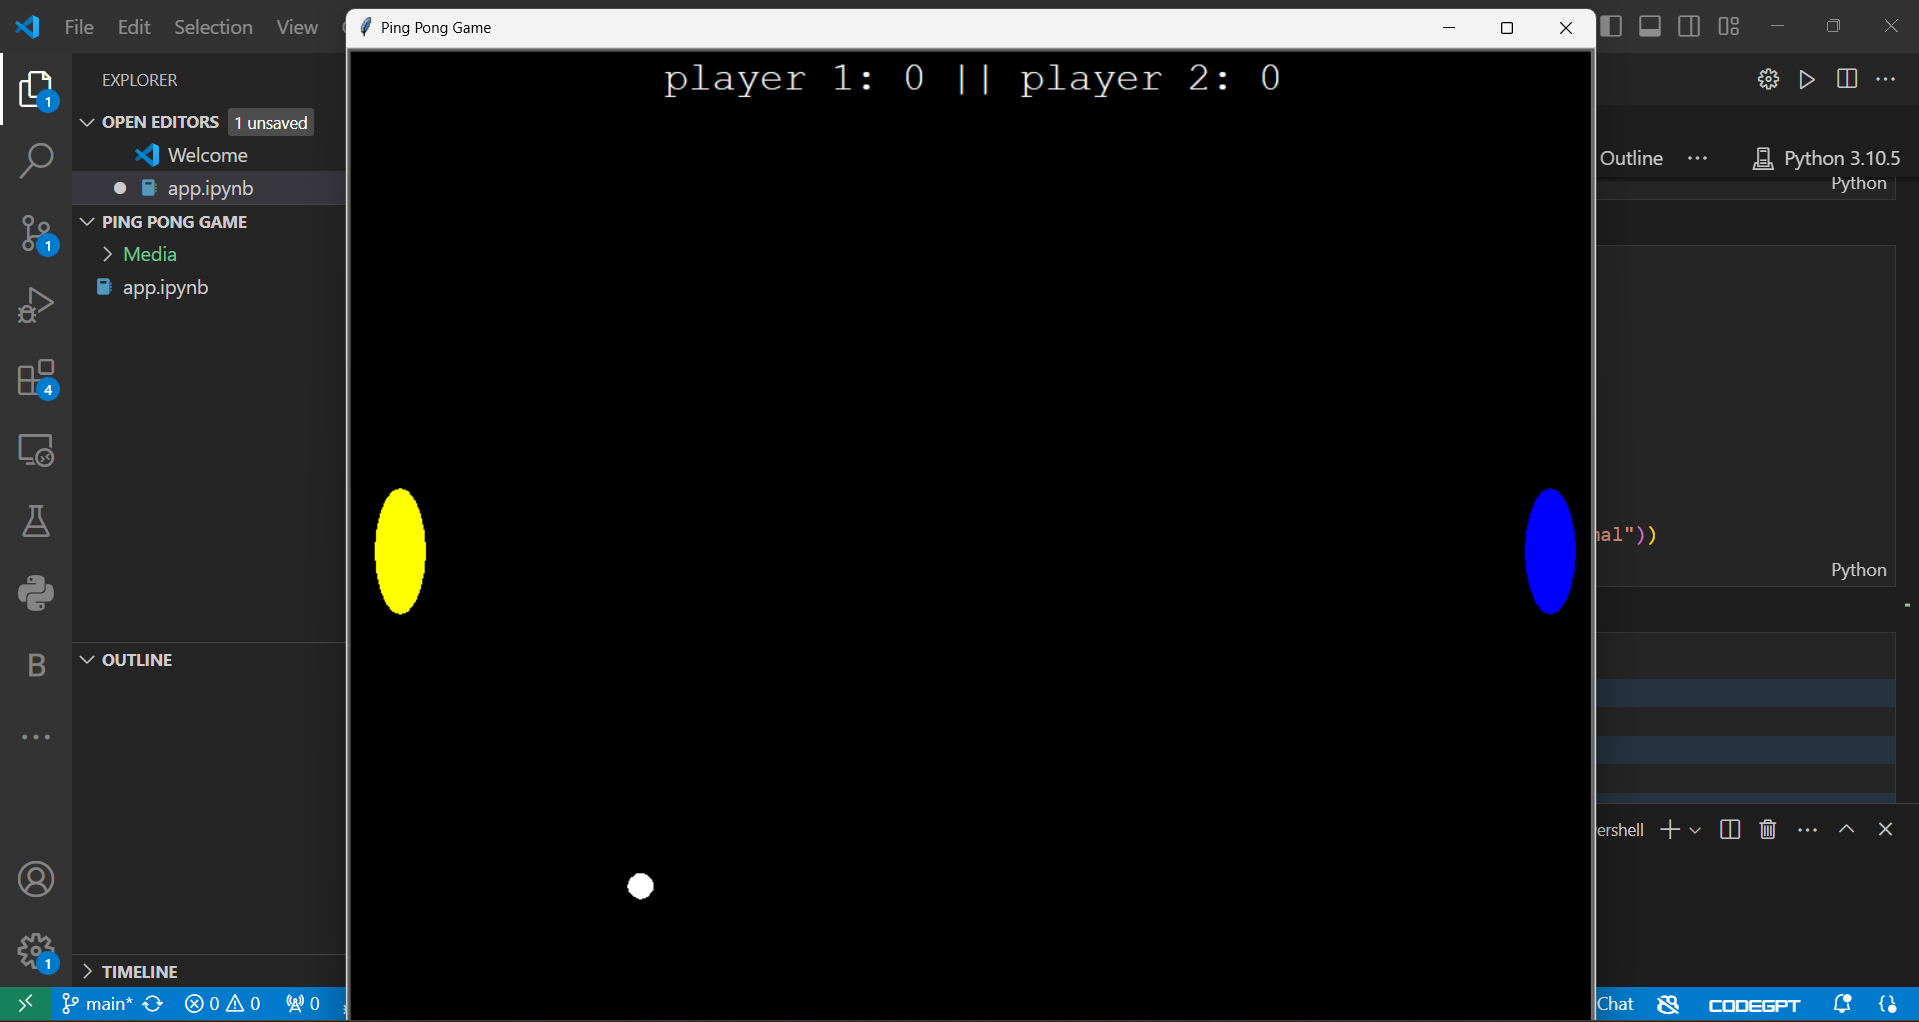 File Edit Selection View
Ping Pong Game
player 1: 0 || player 2: 0
EXPLORER
OPEN EDITORS 1 unsaved
Welcome
app.ipynb
PING PONG GAME
Media
app.ipynb
OUTLINE
TIMELINE
1
1
4
B
1
Outline ... Python 3.10.5
Python
al"))
Python
ershell
main* 0 0 0
Chat CODEGPT